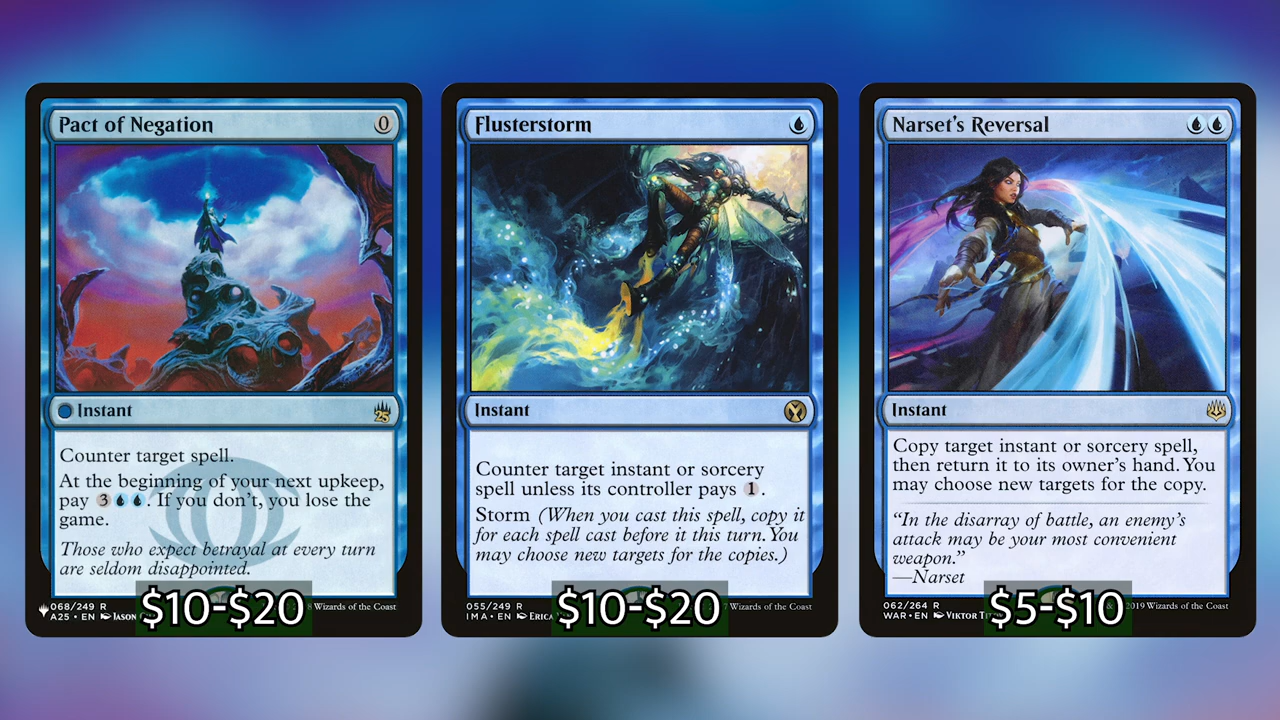 Pact of Negation 0
Instant
25
Counter target spell.
At the beginning of your next upkeep,
pay 3. If you don't, you lose the
game.
Those who expect betrayal at every turn
are seldom disappointed.
068/249 R
A25 • EN JASON
Wizards of the Coast
$10-$20
Flusterstorm
Instant
Counter target instant or sorcery
spell unless its controller pays 1.
Storm (When you cast this spell, copy it
for each spell cast before it this turn. You
may choose new targets for the copies.)
055/249 R
IMA • EN ERICA
Wizards of the Coast
$10-$20
Narset's Reversal
Instant
Copy target instant or sorcery spell,
then return it to its owner's hand. You
may choose new targets for the copy.
"In the disarray of battle, an enemy's
attack may be your most convenient
weapon."
—Narset
062/264 R
WAR • EN VIKTOR
& © 2019 Wizards of the Coast
$5-$10